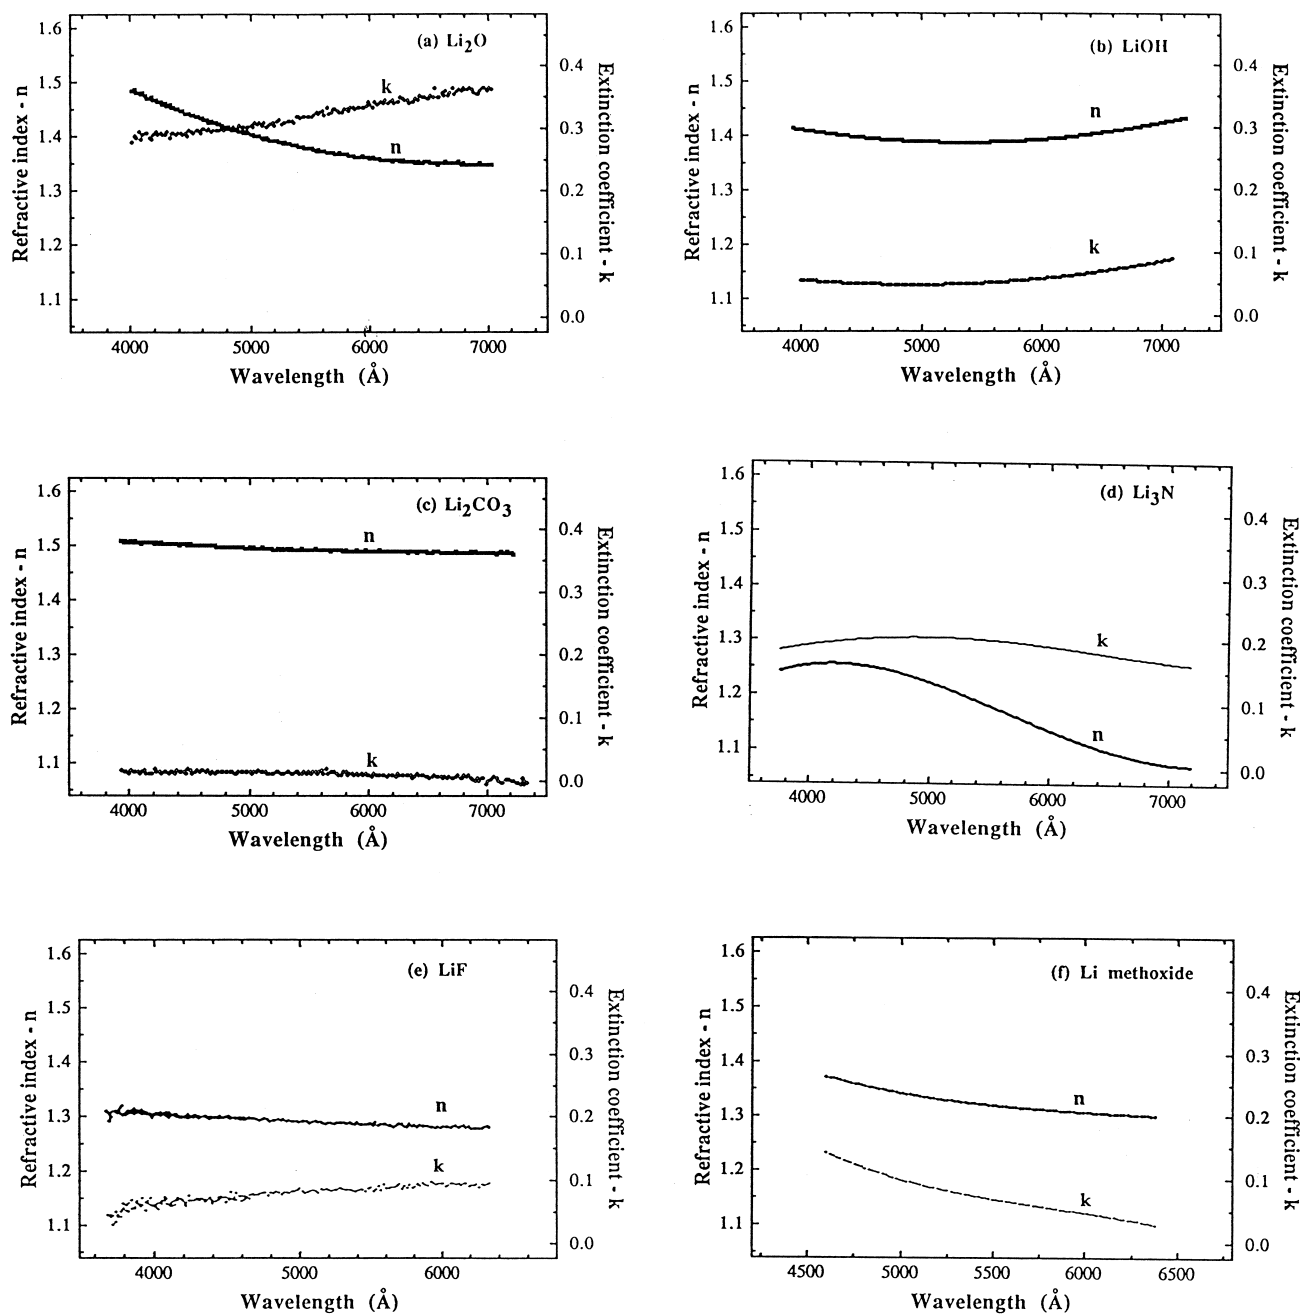 (a) Li2O
Refractive index - n
1.6
1.5
1.4
1.3
1.2
1.1
k
n
0.4
0.3
0.2
0.1
0.0
Extinction coefficient - k
4000 5000 6000 7000
Wavelength (Å)
(b) LiOH
Refractive index - n
1.6
1.5
1.4
1.3
1.2
1.1
n
k
0.4
0.3
0.2
0.1
0.0
Extinction coefficient - k
4000 5000 6000 7000
Wavelength (Å)
(c) Li2CO3
Refractive index - n
1.6
1.5
1.4
1.3
1.2
1.1
n
k
0.4
0.3
0.2
0.1
0.0
Extinction coefficient - k
4000 5000 6000 7000
Wavelength (Å)
(d) Li3N
Refractive index - n
1.6
1.5
1.4
1.3
1.2
1.1
k
n
0.4
0.3
0.2
0.1
0.0
Extinction coefficient - k
4000 5000 6000 7000
Wavelength (Å)
(e) LiF
Refractive index - n
1.6
1.5
1.4
1.3
1.2
1.1
n
k
0.4
0.3
0.2
0.1
0.0
Extinction coefficient - k
4000 5000 6000
Wavelength (Å)
(f) Li methoxide
Refractive index - n
1.6
1.5
1.4
1.3
1.2
1.1
n
k
0.4
0.3
0.2
0.1
0.0
Extinction coefficient - k
4500 5000 5500 6000 6500
Wavelength (Å)